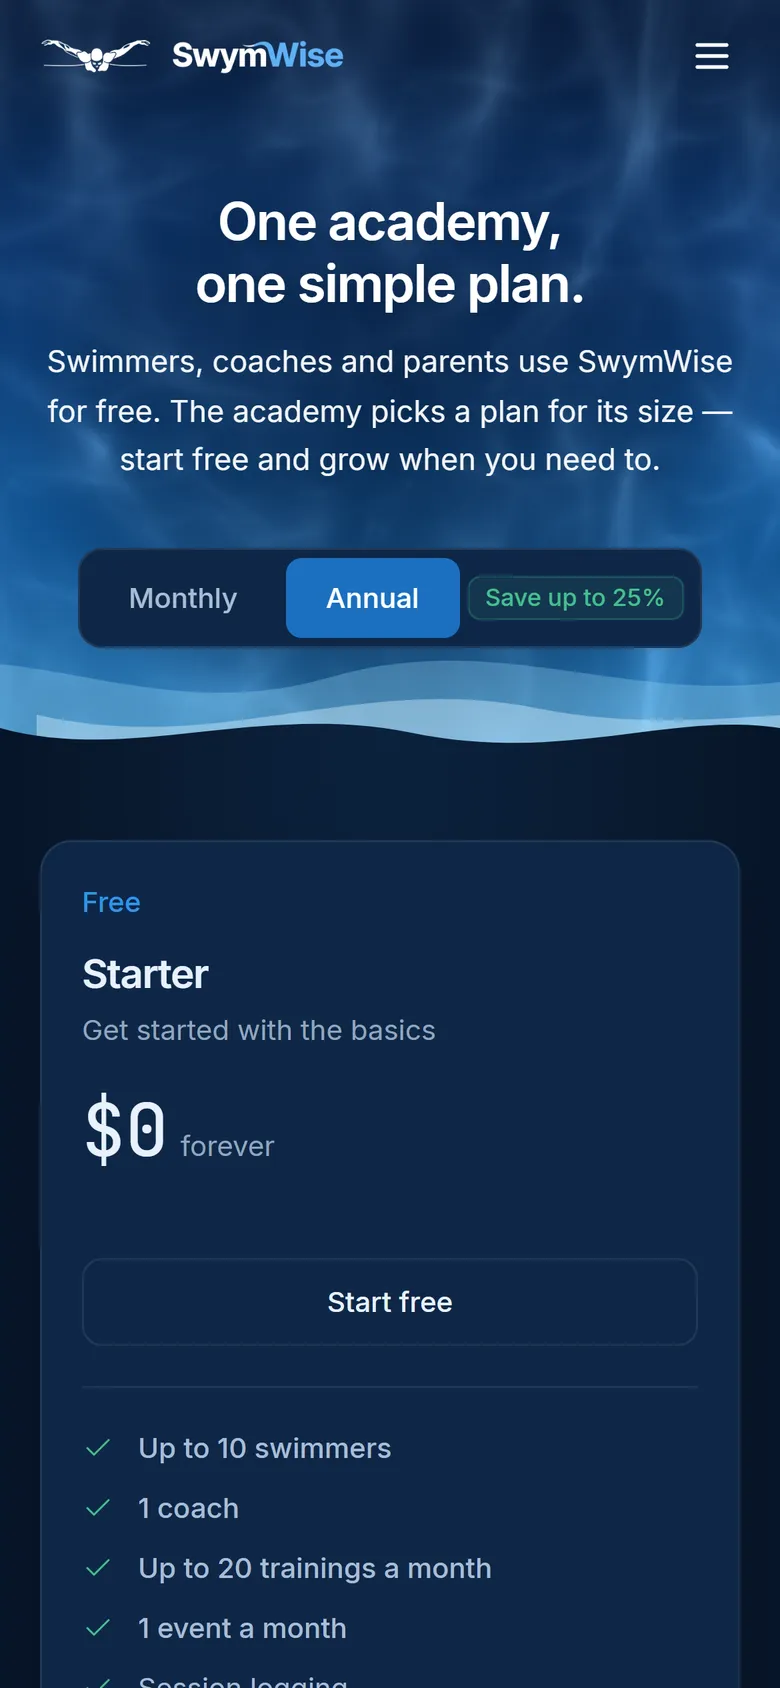 SwymWise
One academy,
one simple plan.
Swimmers, coaches and parents use SwymWise
for free. The academy picks a plan for its size —
start free and grow when you need to.
Monthly
Annual
Save up to 25%
Free
Starter
Get started with the basics
$0 forever
Start free
Up to 10 swimmers
1 coach
Up to 20 trainings a month
1 event a month
Session logging